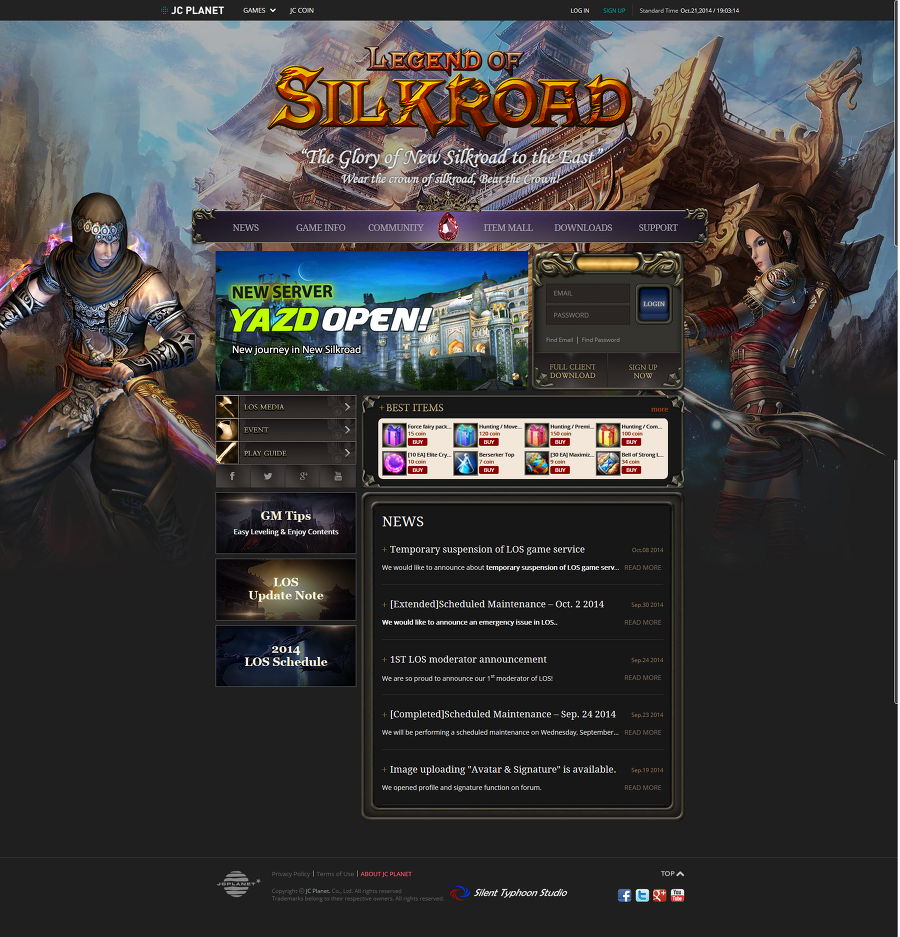 JC PLANET
GAMES
JC COIN
LOG IN
SIGN UP
Standard Time Oct.21,2014 / 19:03:14
LEGEND OF
SILKROAD
"The Glory of New Silkroad to the East"
Wear the crown of silkroad, Bear the Crown!
NEWS
GAME INFO
COMMUNITY
ITEM MALL
DOWNLOADS
SUPPORT
NEW SERVER
YAZD OPEN!
New journey in New Silkroad
EMAIL
PASSWORD
LOGIN
Find Email | Find Password
FULL CLIENT
DOWNLOAD
SIGN UP
NOW
LOS MEDIA
EVENT
PLAY GUIDE
+ BEST ITEMS
more
Force fairy pack...
15 coin
BUY
Hunting / Move...
120 coin
BUY
Hunting / Premi...
150 coin
BUY
Hunting / Com...
100 coin
BUY
[10 EA] Elite Cry...
10 coin
BUY
Berserker Top
7 coin
BUY
[30 EA] Maximiz...
9 coin
BUY
Bell of Strong L...
34 coin
BUY
GM Tips
Easy Leveling & Enjoy Contents
LOS
Update Note
2014
LOS Schedule
NEWS
+ Temporary suspension of LOS game service
Oct.08 2014
We would like to announce about temporary suspension of LOS game serv...
READ MORE
+ [Extended]Scheduled Maintenance – Oct. 2 2014
Sep.30 2014
We would like to announce an emergency issue in LOS..
READ MORE
+ 1ST LOS moderator announcement
Sep.24 2014
We are so proud to announce our 1st moderator of LOS!
READ MORE
+ [Completed]Scheduled Maintenance – Sep. 24 2014
Sep.23 2014
We will be performing a scheduled maintenance on Wednesday, September...
READ MORE
+ Image uploading "Avatar & Signature" is available.
Sep.19 2014
We opened profile and signature function on forum.
READ MORE
JCPLANET
Privacy Policy | Terms of Use | ABOUT JC PLANET
Copyright © JC Planet. Co., Ltd. All rights reserved
Trademarks belong to their respective owners. All rights reserved.
Silent Typhoon Studio
TOP
You
Tube